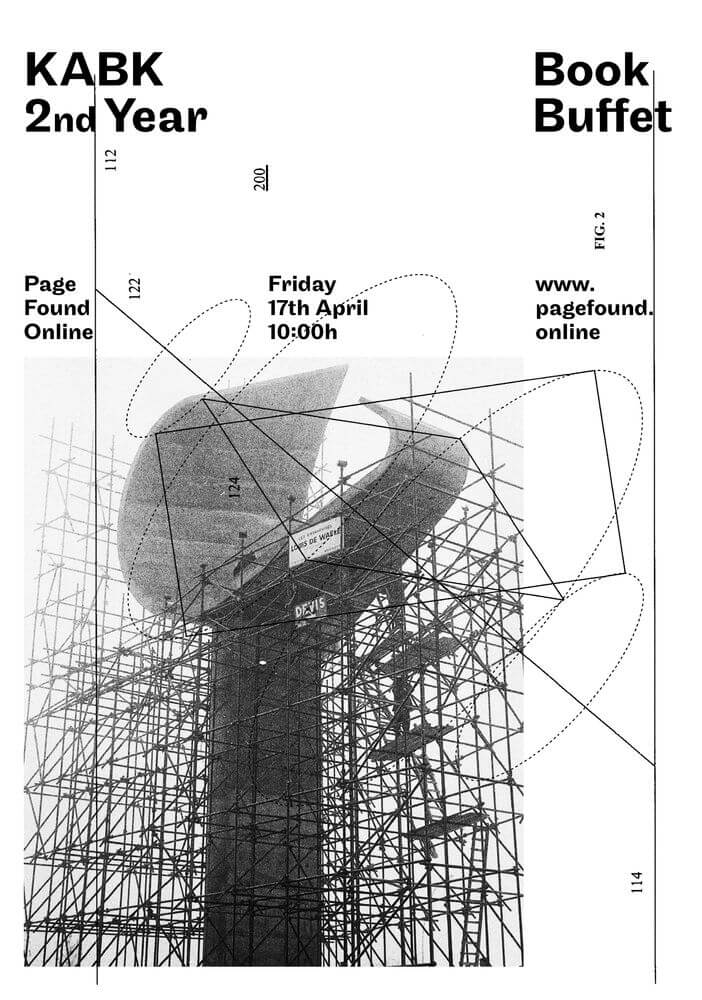 KABK
2nd Year
Book
Buffet
112
200
FIG. 2
122
Page
Found
Online
Friday
17th April
10:00h
www.
pagefound.
online
124
LOUIS DE WAELE
DEVIS
114